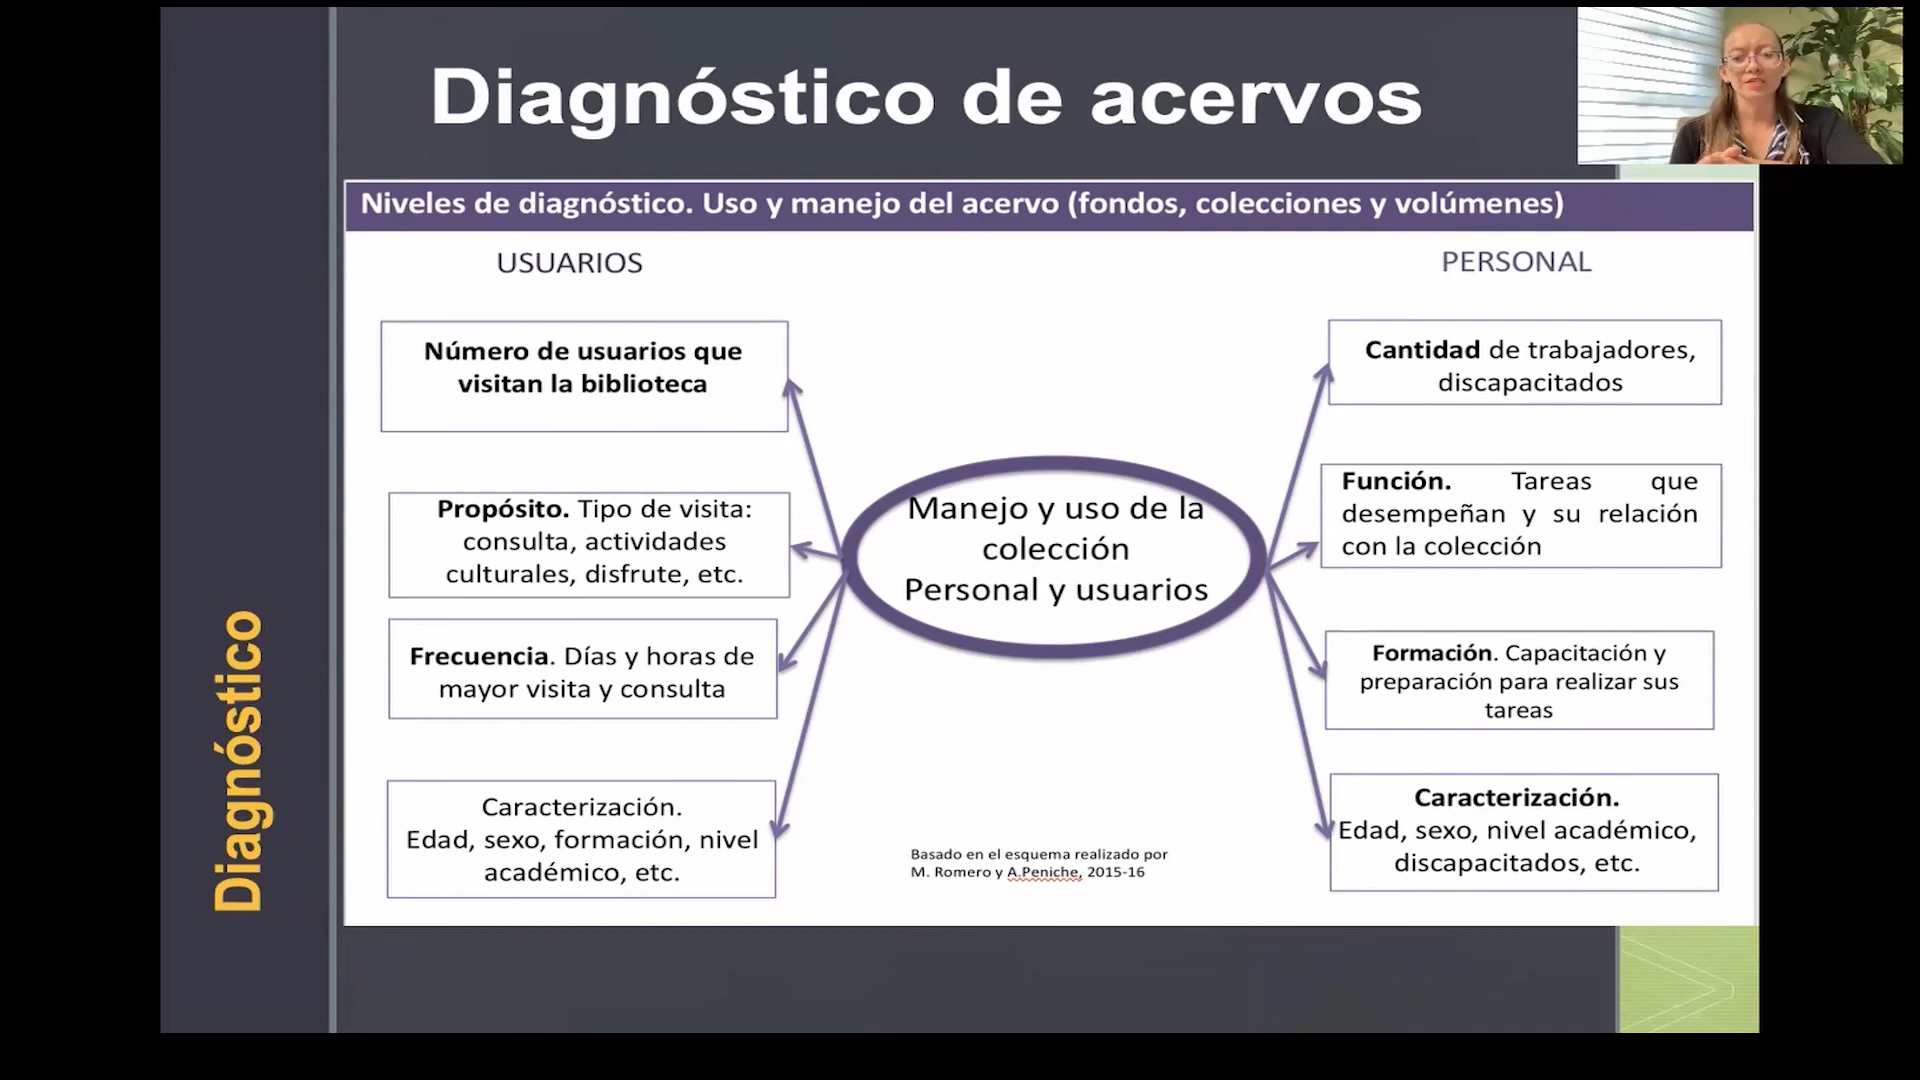 Diagnóstico de acervos
Diagnóstico
Niveles de diagnóstico. Uso y manejo del acervo (fondos, colecciones y volúmenes)
USUARIOS
Número de usuarios que
visitan la biblioteca
Propósito. Tipo de visita:
consulta, actividades
culturales, disfrute, etc.
Frecuencia. Días y horas de
mayor visita y consulta
Caracterización.
Edad, sexo, formación, nivel
académico, etc.
Manejo y uso de la
colección
Personal y usuarios
Basado en el esquema realizado por
M. Romero y A.Peniche, 2015-16
PERSONAL
Cantidad de trabajadores,
discapacitados
Función. Tareas que
desempeñan y su relación
con la colección
Formación. Capacitación y
preparación para realizar sus
tareas
Caracterización.
Edad, sexo, nivel académico,
discapacitados, etc.